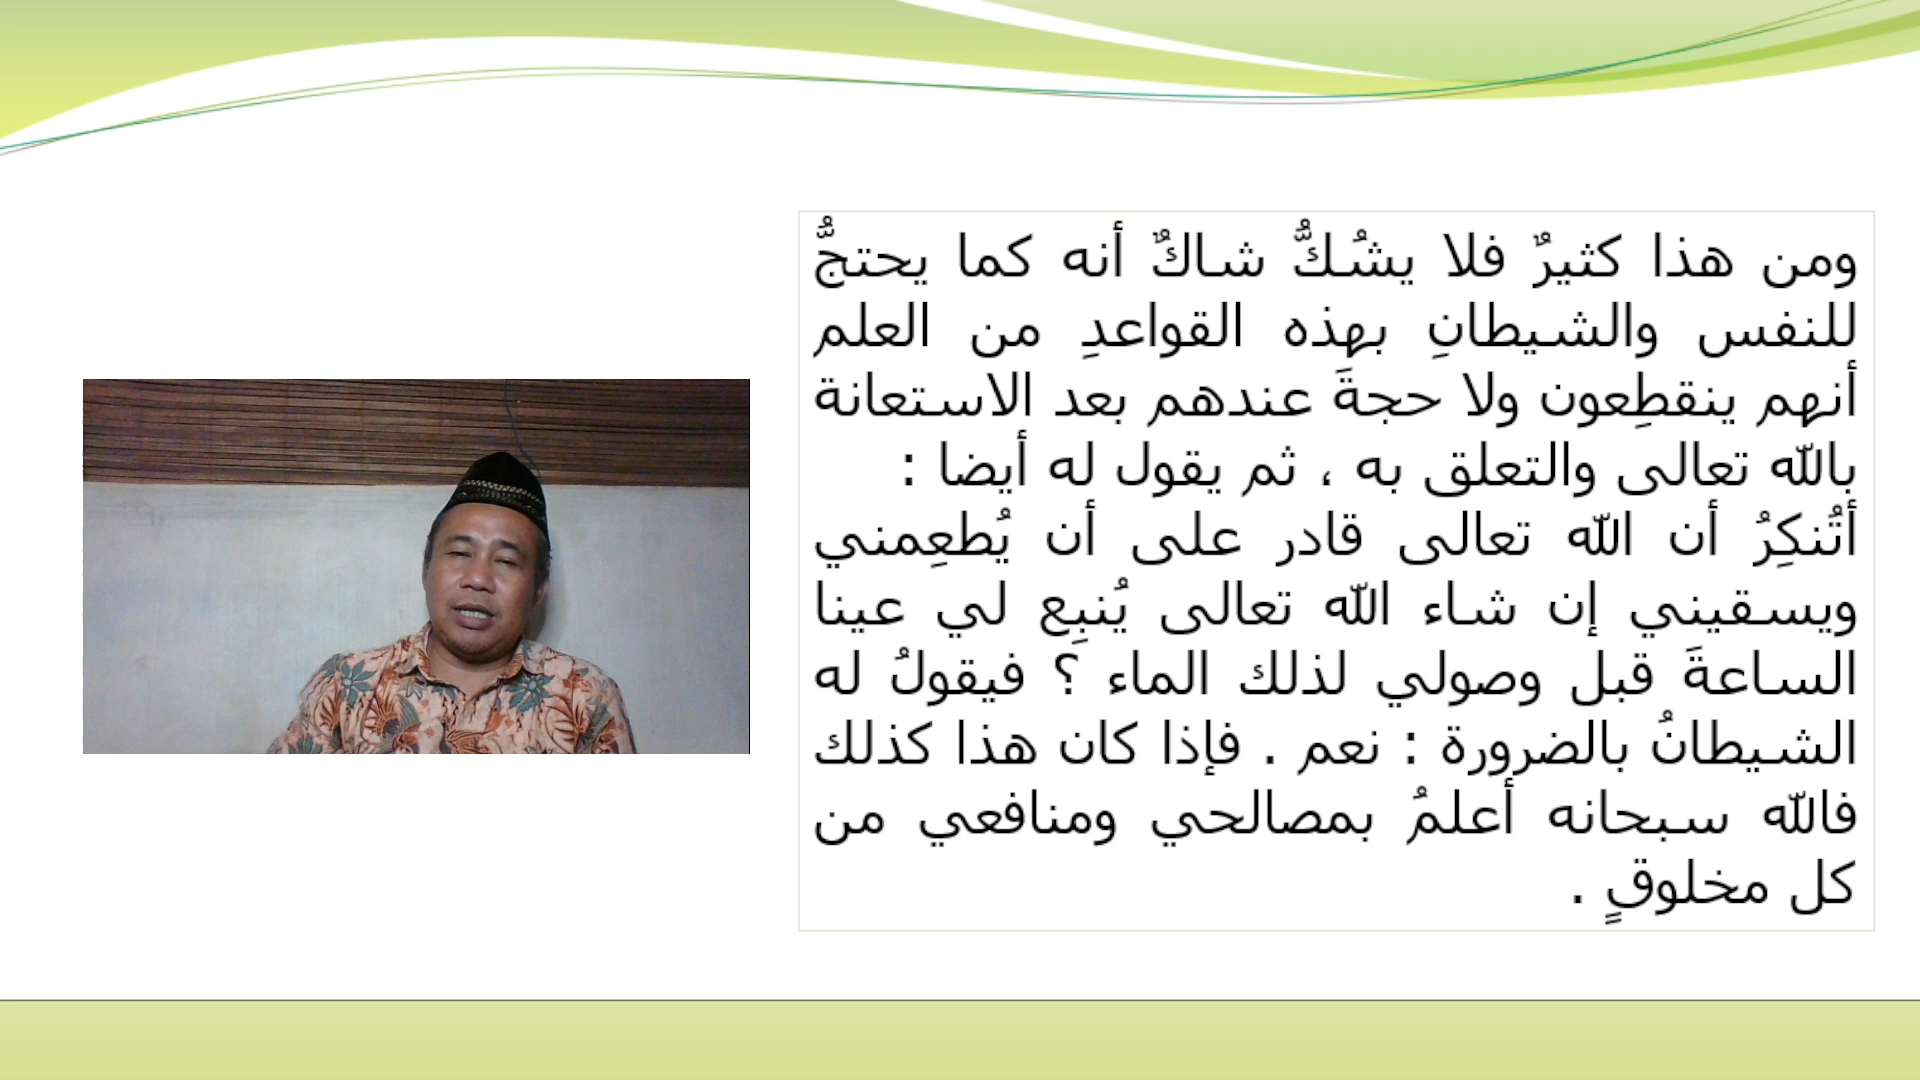 ومن هذا كثيرٌ فلا يشُكُّ شاكٌ أنه كما يحتجُّ
للنفس والشيطانِ بهذه القواعدِ من العلم
أنهم ينقطِعون ولا حجةَ عندهم بعد الاستعانة
بالله تعالى والتعلق به ، ثم يقول له أيضا :
أتُنكِرُ أن الله تعالى قادر على أن يُطعِمني
ويسقيني إن شاء الله تعالى يُنبِع لي عينا
الساعةَ قبل وصولي لذلك الماء ؟ فيقولُ له
الشيطانُ بالضرورة : نعم . فإذا كان هذا كذلك
فالله سبحانه أعلمُ بمصالحي ومنافعي من
كل مخلوقٍ .